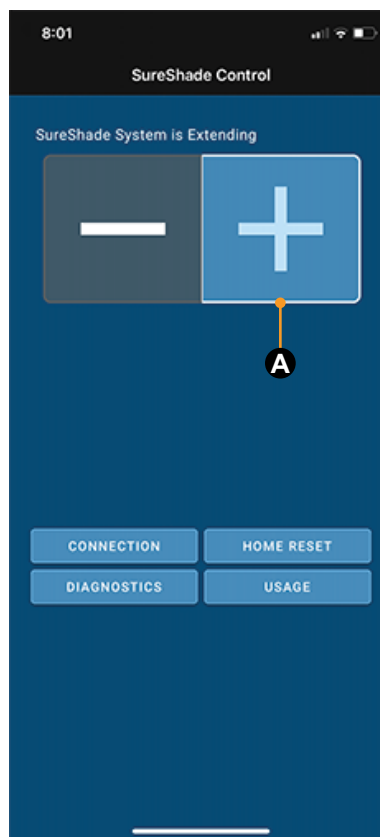 8:01
SureShade Control
SureShade System is Extending
A
CONNECTION HOME RESET
DIAGNOSTICS USAGE